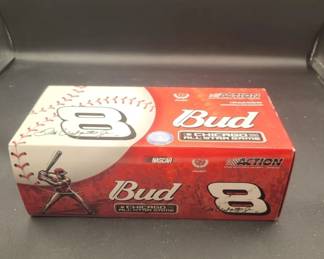 Bud
ACTION
8
CHICAGO
ALL STAR GAME
NASCAR
ACTION
Bud
CHICAGO
ALL STAR GAME
8